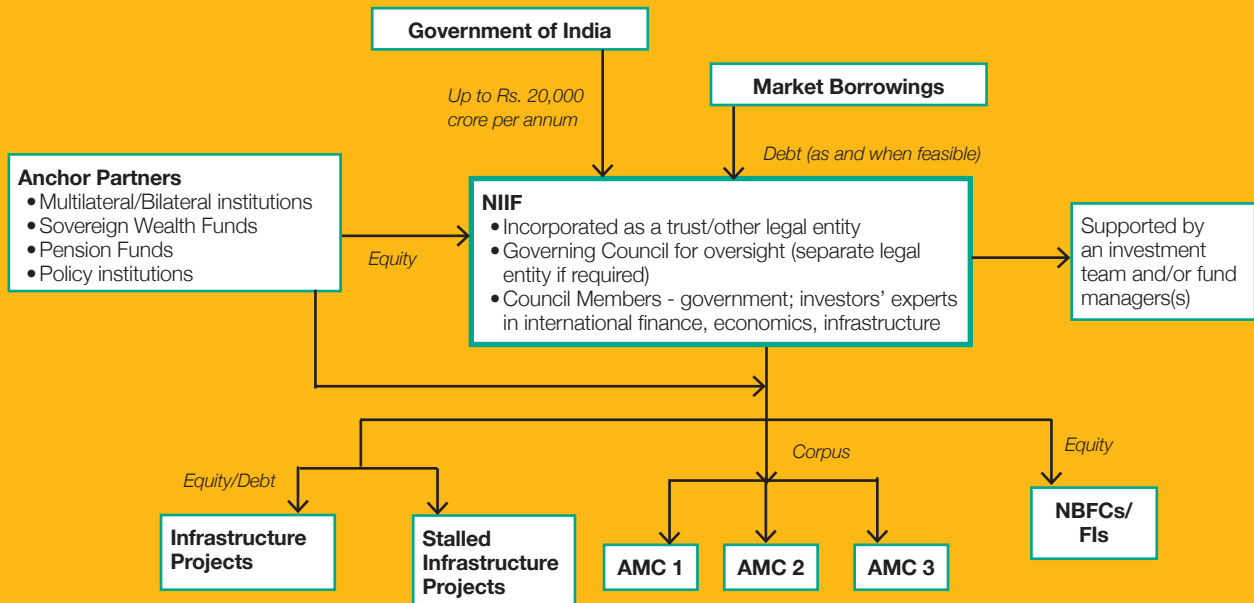 Government of India
Up to Rs. 20,000
crore per annum
Market Borrowings
Debt (as and when feasible)
Anchor Partners
• Multilateral/Bilateral institutions
• Sovereign Wealth Funds
• Pension Funds
• Policy institutions
Equity
NIIF
• Incorporated as a trust/other legal entity
• Governing Council for oversight (separate legal
entity if required)
• Council Members - government; investors’ experts
in international finance, economics, infrastructure
Supported by
an investment
team and/or fund
managers(s)
Equity/Debt
Corpus
Equity
Infrastructure
Projects
Stalled
Infrastructure
Projects
AMC 1
AMC 2
AMC 3
NBFCs/
FIs